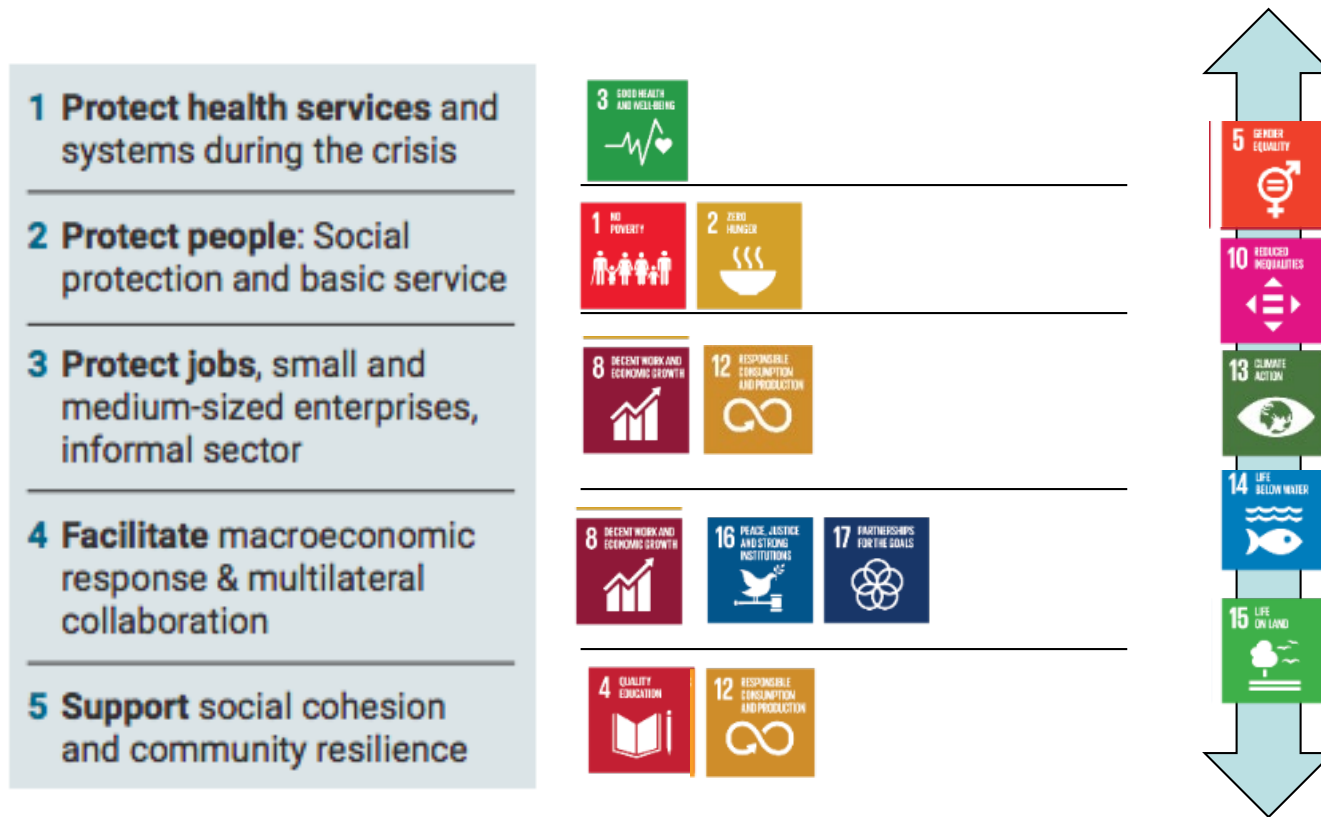 1 Protect health services and
systems during the crisis
3 GOOD HEALTH
AND WELL-BEING
2 Protect people: Social
protection and basic service
1 NO
POVERTY
2 ZERO
HUNGER
3 Protect jobs, small and
medium-sized enterprises,
informal sector
8 DECENT WORK AND
ECONOMIC GROWTH
12 RESPONSIBLE
CONSUMPTION
AND PRODUCTION
4 Facilitate macroeconomic
response & multilateral
collaboration
8 DECENT WORK AND
ECONOMIC GROWTH
16 PEACE, JUSTICE
AND STRONG
INSTITUTIONS
17 PARTNERSHIPS
FOR THE GOALS
5 Support social cohesion
and community resilience
4 QUALITY
EDUCATION
12 RESPONSIBLE
CONSUMPTION
AND PRODUCTION
5 GENDER
EQUALITY
10 REDUCED
INEQUALITIES
13 CLIMATE
ACTION
14 LIFE
BELOW WATER
15 LIFE
ON LAND